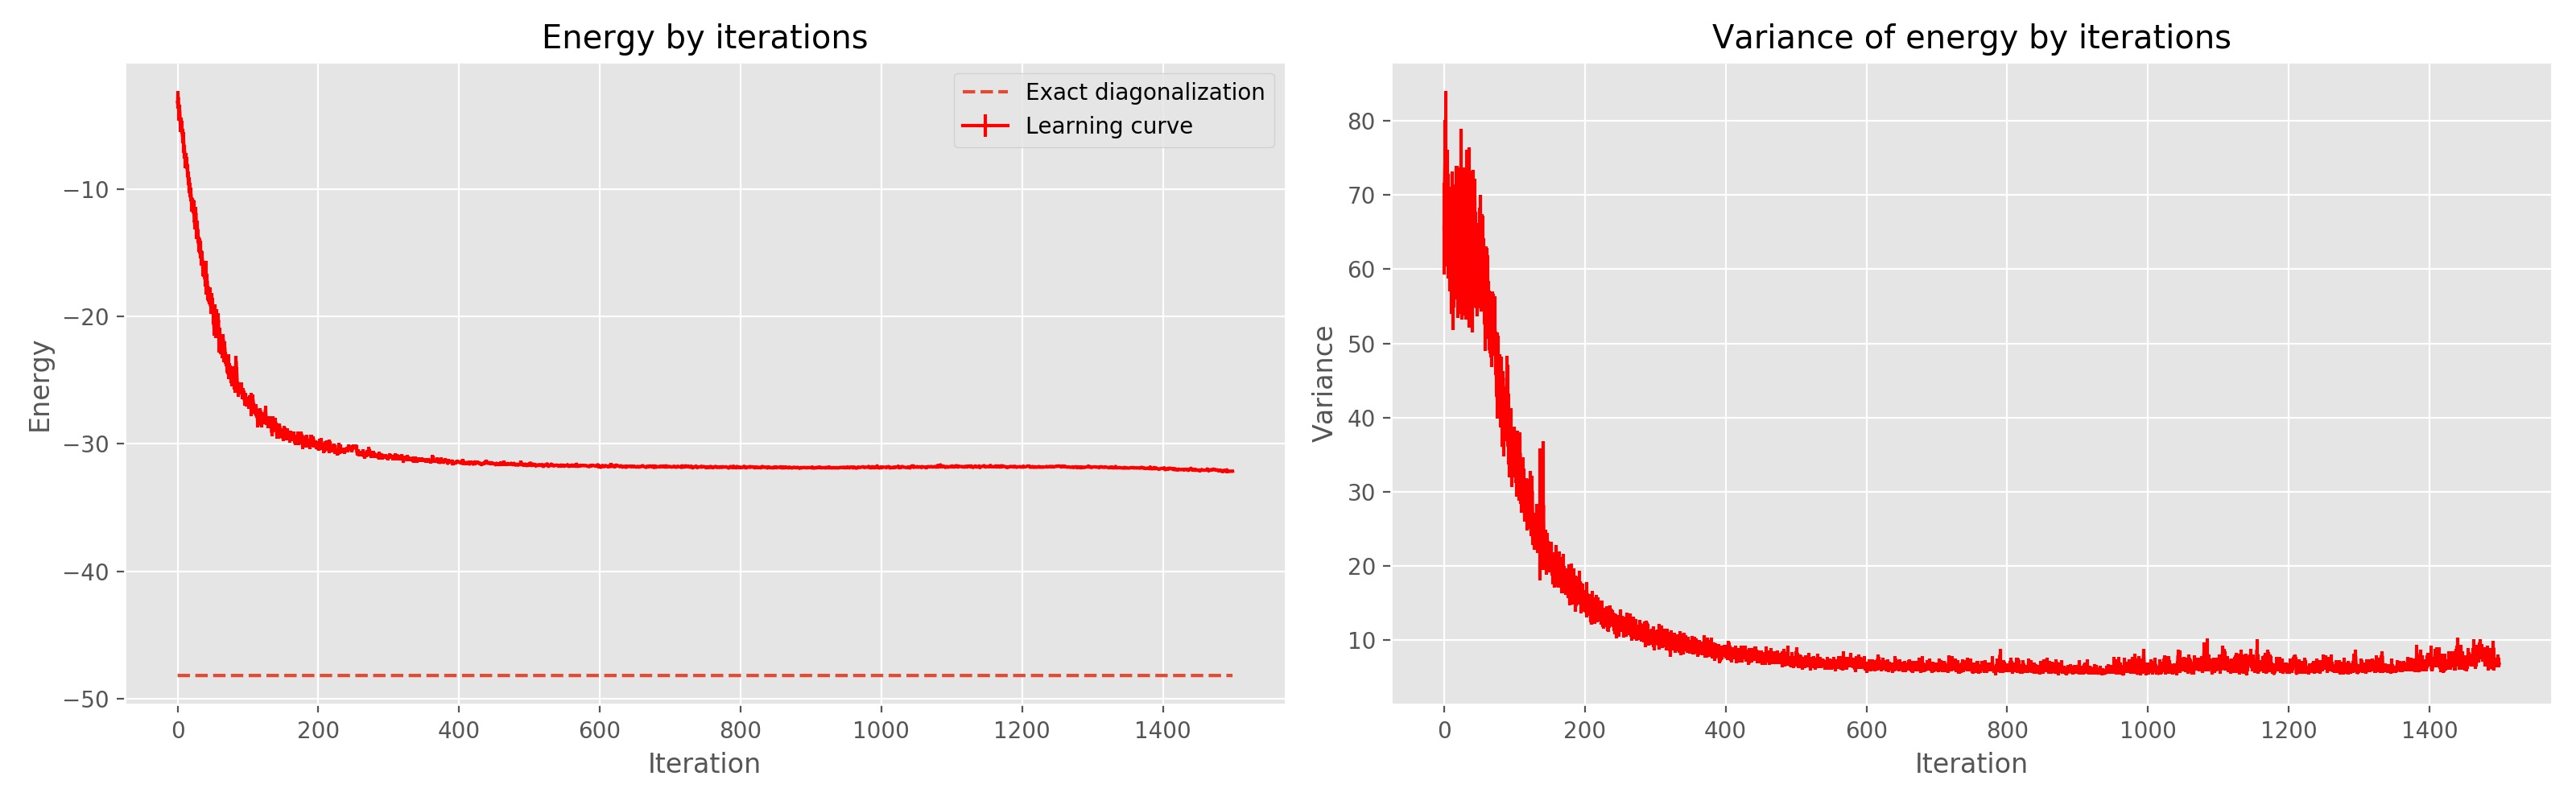 Energy by iterations
Exact diagonalization
Learning curve
−10
−20
−30
−40
−50
Energy
0 200 400 600 800 1000 1200 1400
Iteration
Variance of energy by iterations
80
70
60
50
40
30
20
10
Variance
0 200 400 600 800 1000 1200 1400
Iteration